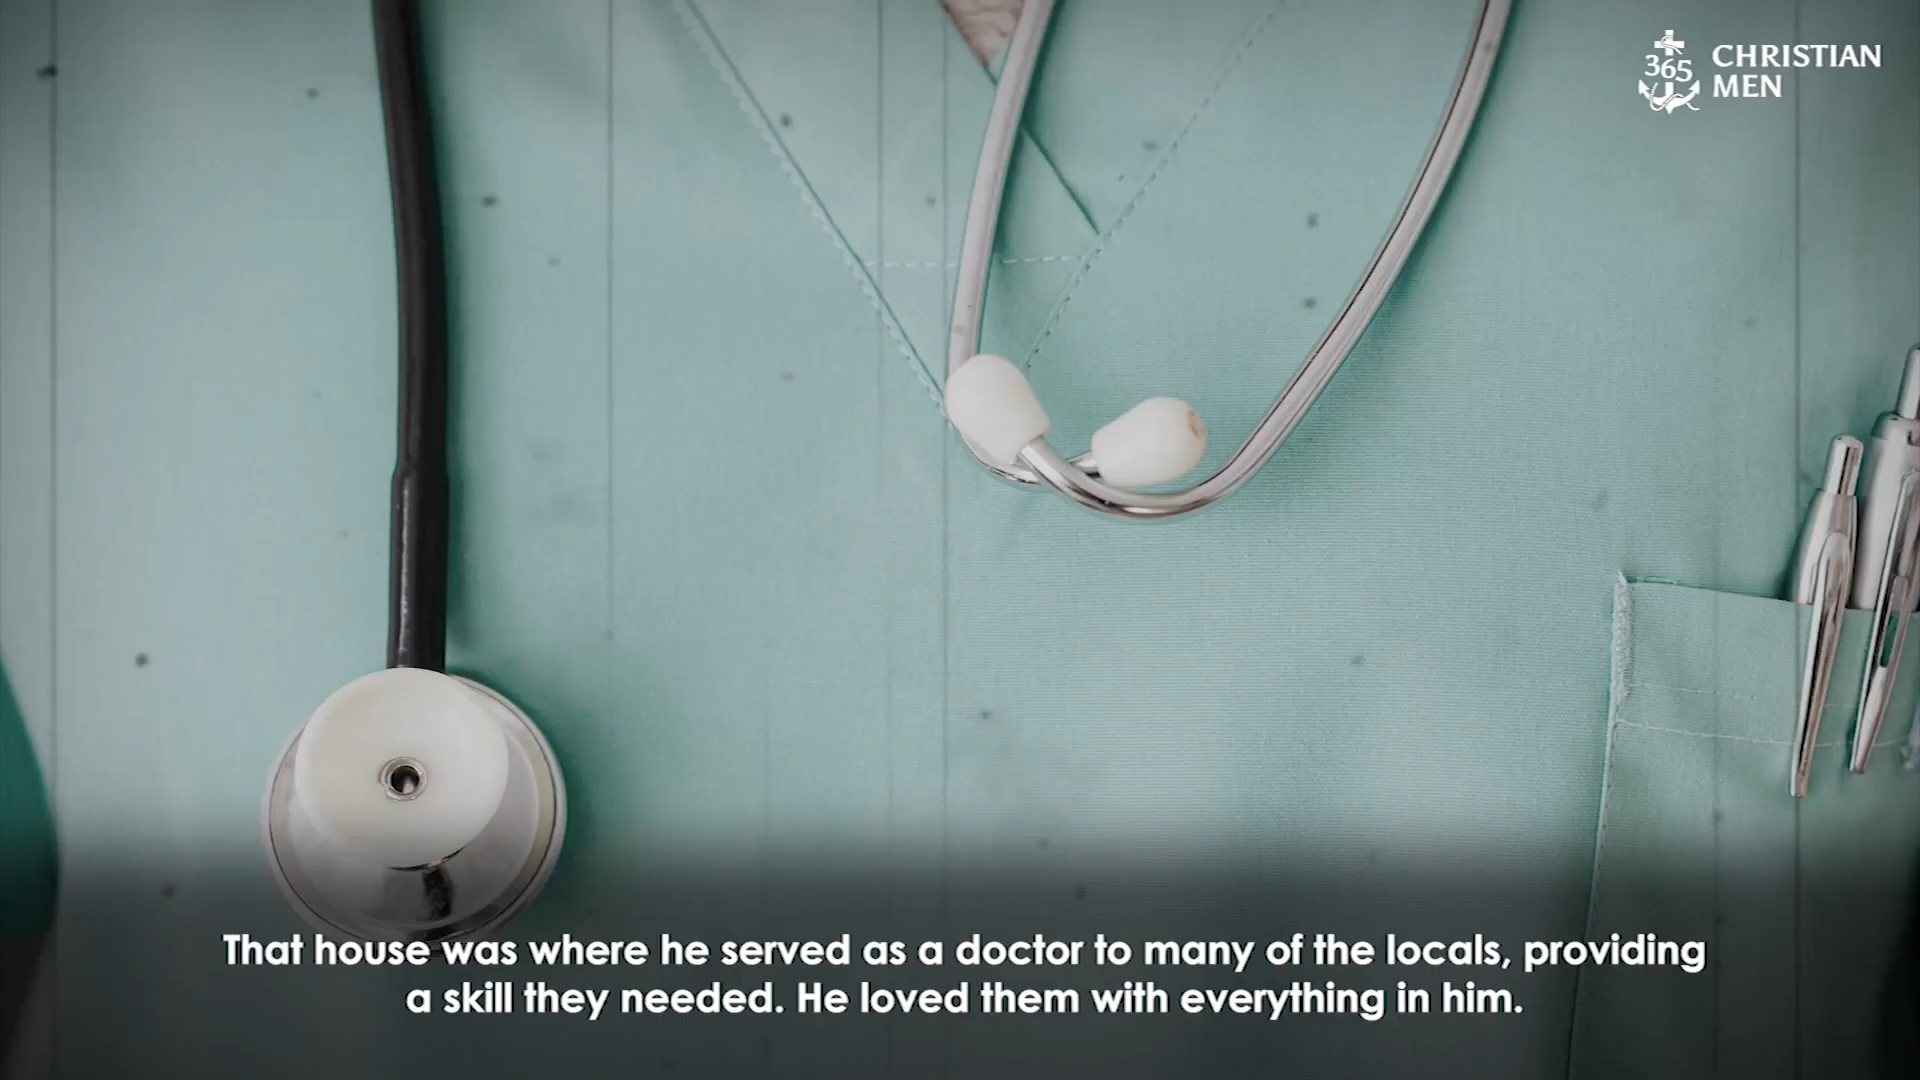 365
CHRISTIAN
MEN
That house was where he served as a doctor to many of the locals, providing
a skill they needed. He loved them with everything in him.